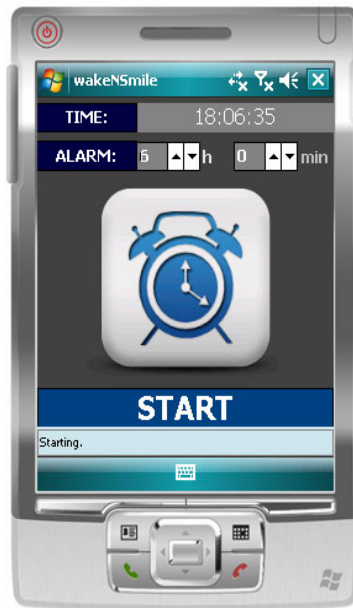 wakeNSmile
TIME: 18:06:35
ALARM: 6 h 0 min
START
Starting.